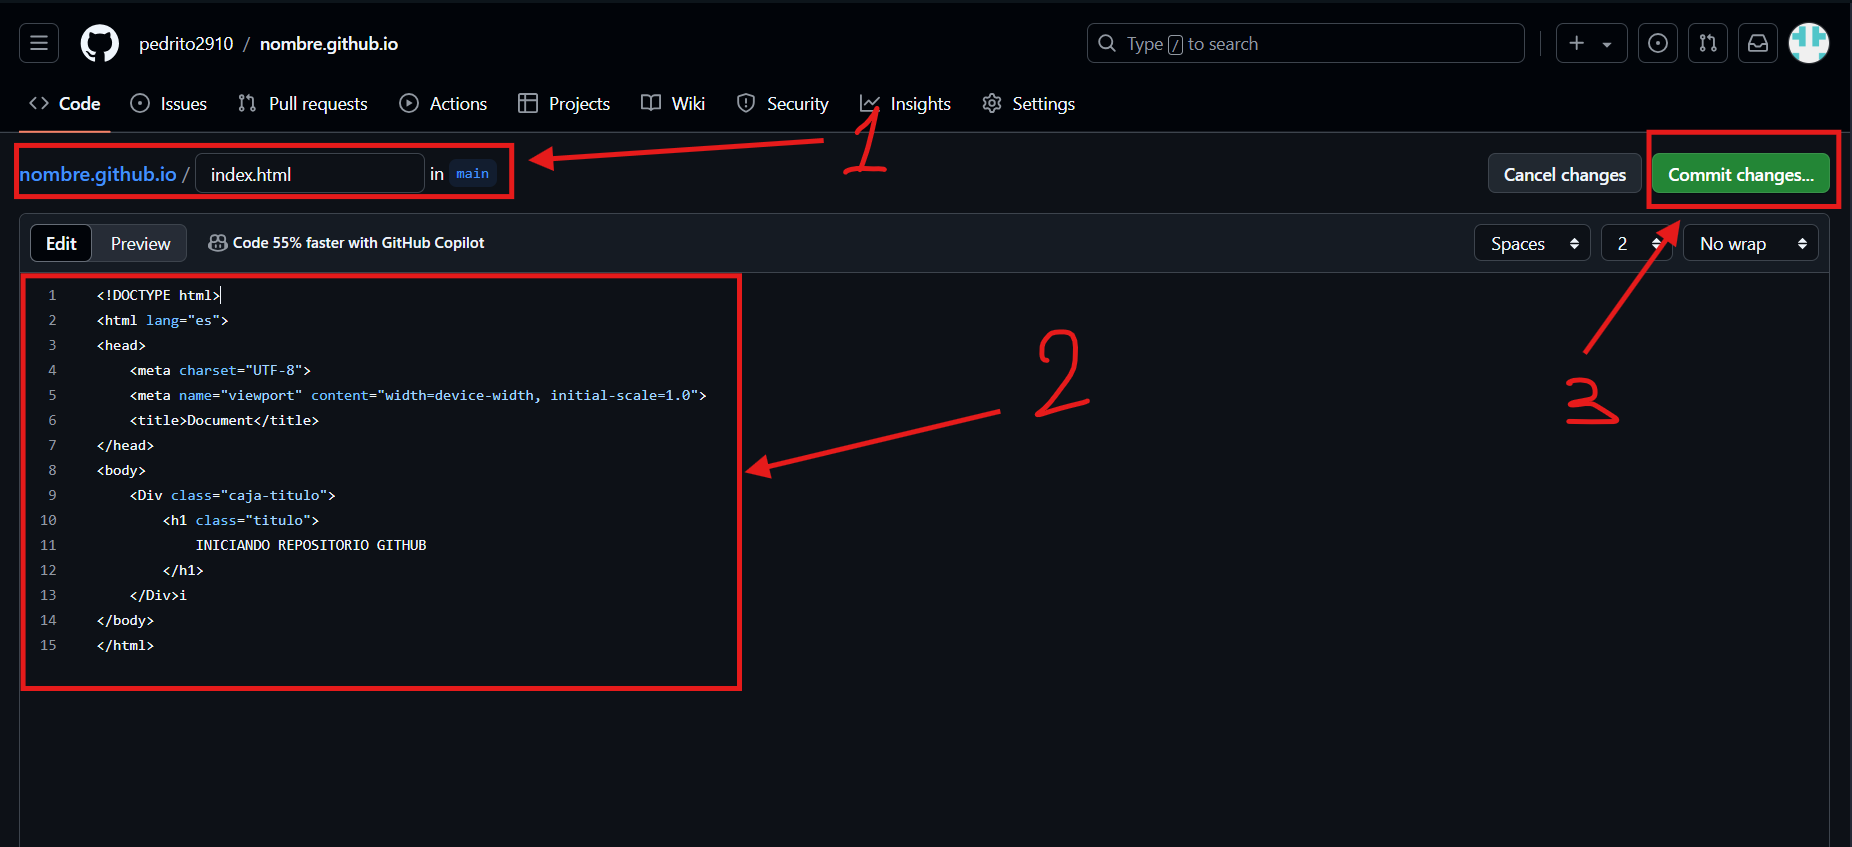 pedrito2910 / nombre.github.io
Type / to search
Code Issues Pull requests Actions Projects Wiki Security Insights Settings
1
nombre.github.io / index.html in main
Cancel changes Commit changes...
Edit Preview Code 55% faster with GitHub Copilot
Spaces 2 No wrap
1 <!DOCTYPE html>
2 <html lang="es">
3 <head>
4 <meta charset="UTF-8">
5 <meta name="viewport" content="width=device-width, initial-scale=1.0">
6 <title>Document</title>
7 </head>
8 <body>
9 <Div class="caja-titulo">
10 <h1 class="titulo">
11 INICIANDO REPOSITORIO GITHUB
12 </h1>
13 </Div>i
14 </body>
15 </html>
2
3